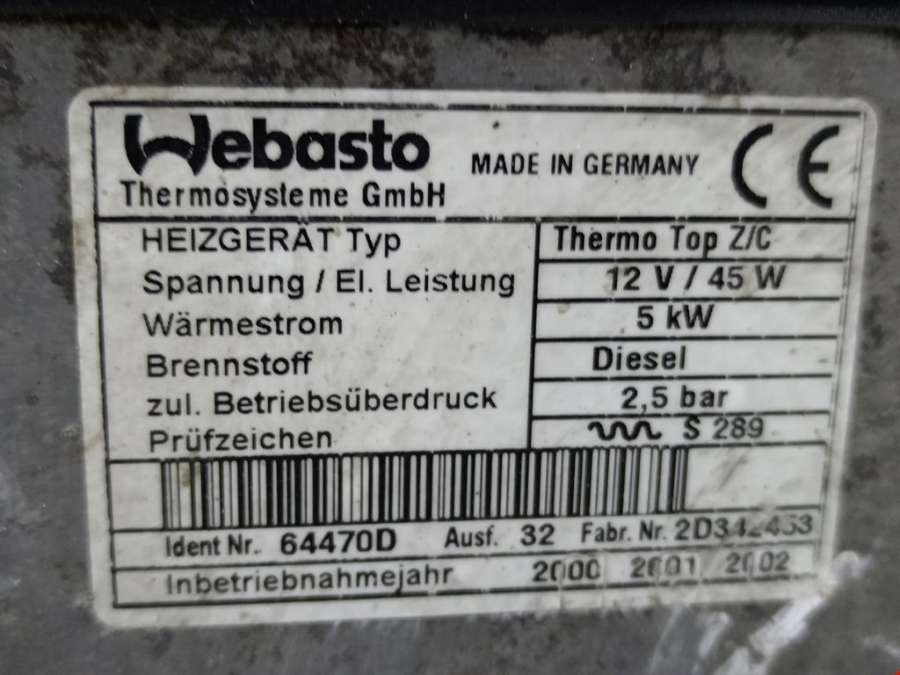 Webasto
Thermosysteme GmbH
MADE IN GERMANY
CE
HEIZGERÄT Typ Thermo Top Z/C
Spannung / El. Leistung 12 V / 45 W
Wärmestrom 5 kW
Brennstoff Diesel
zul. Betriebsüberdruck 2,5 bar
Prüfzeichen S 289
Ident Nr. 64470D Ausf. 32 Fabr. Nr.
Inbetriebnahmejahr 2000 2001 2002